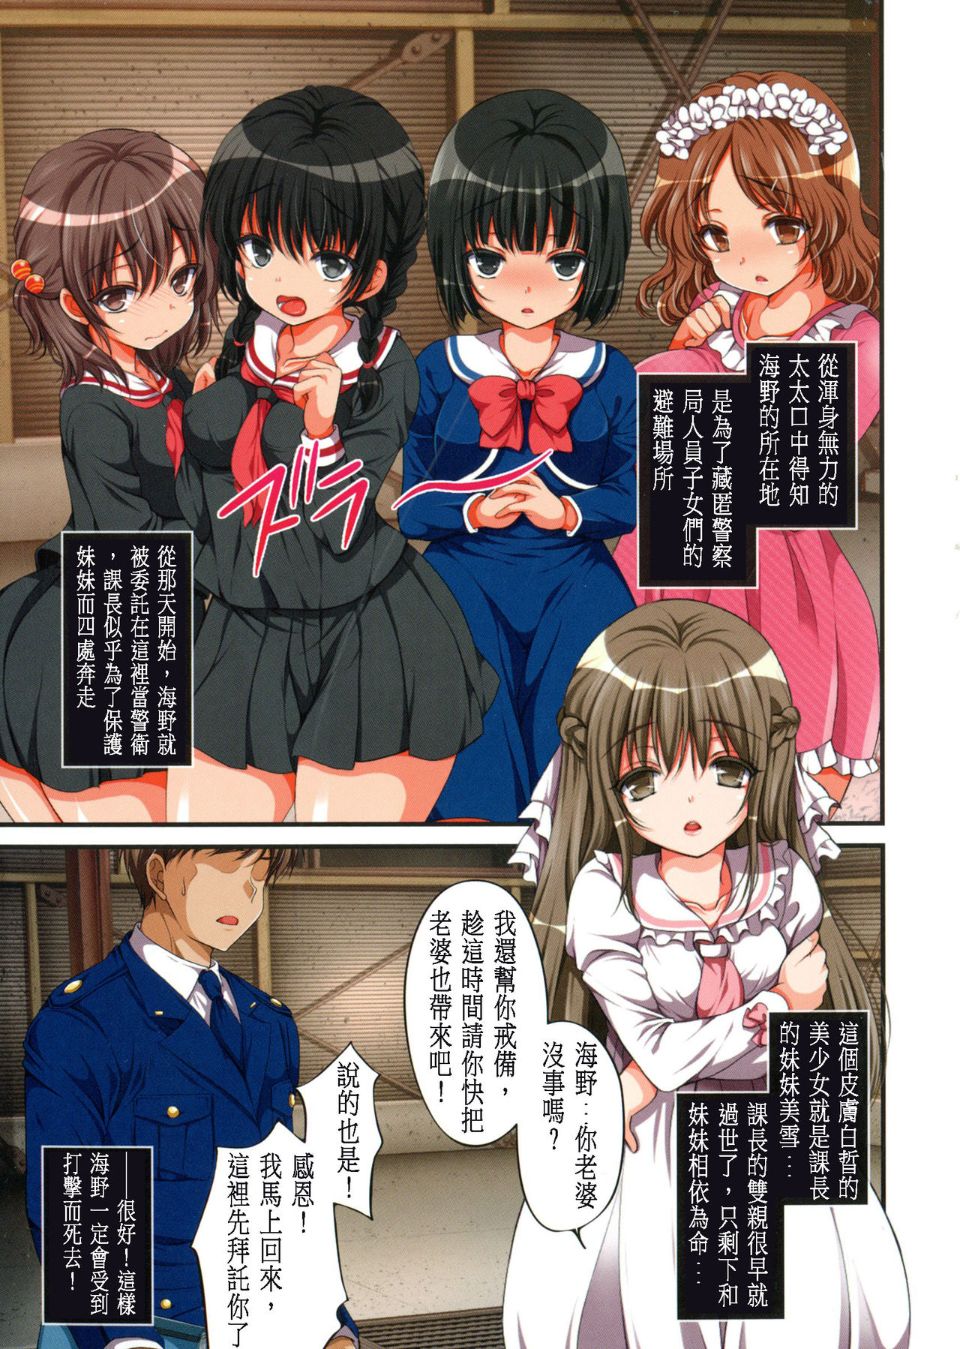 從渾身無力的
太太口中得知
海野的所在地
是為了藏匿警察
局人員子女們的
避難場所
ズラーッ
從那天開始，海野就
被委託在這裡當警衛
，課長似乎為了保護
妹妹而四處奔走
這個皮膚白皙的
美少女就是課長
的妹妹美雪…
課長的雙親很早就
過世了，只剩下和
妹妹相依為命…
海野…你老婆
沒事嗎？
我還幫你戒備，
趁這時間請你快把
老婆也帶來吧！
說的也是！
感恩！
我馬上回來，
這裡先拜託你了
——很好！這樣
海野一定會受到
打擊而死去！